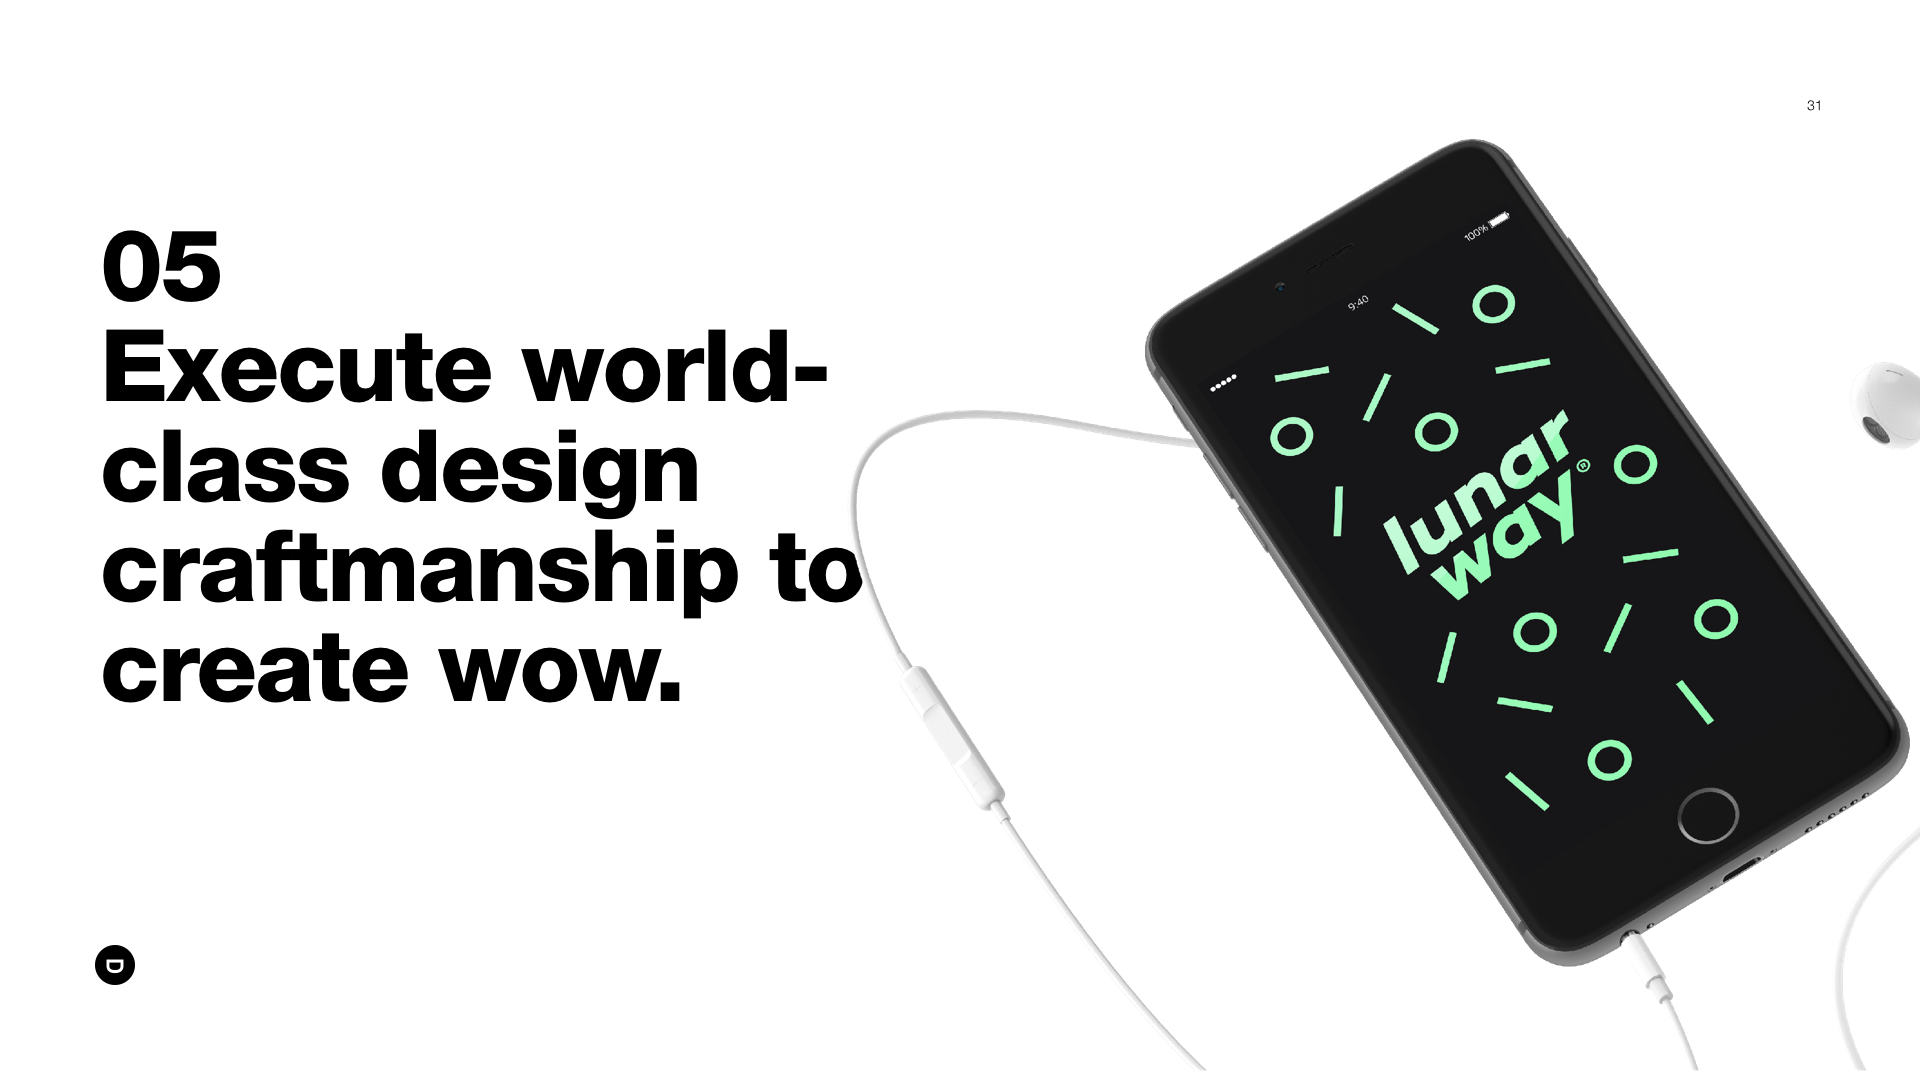 31
05
Execute world-
class design
craftmanship to
create wow.
100%
9:40
lunar
way®
D